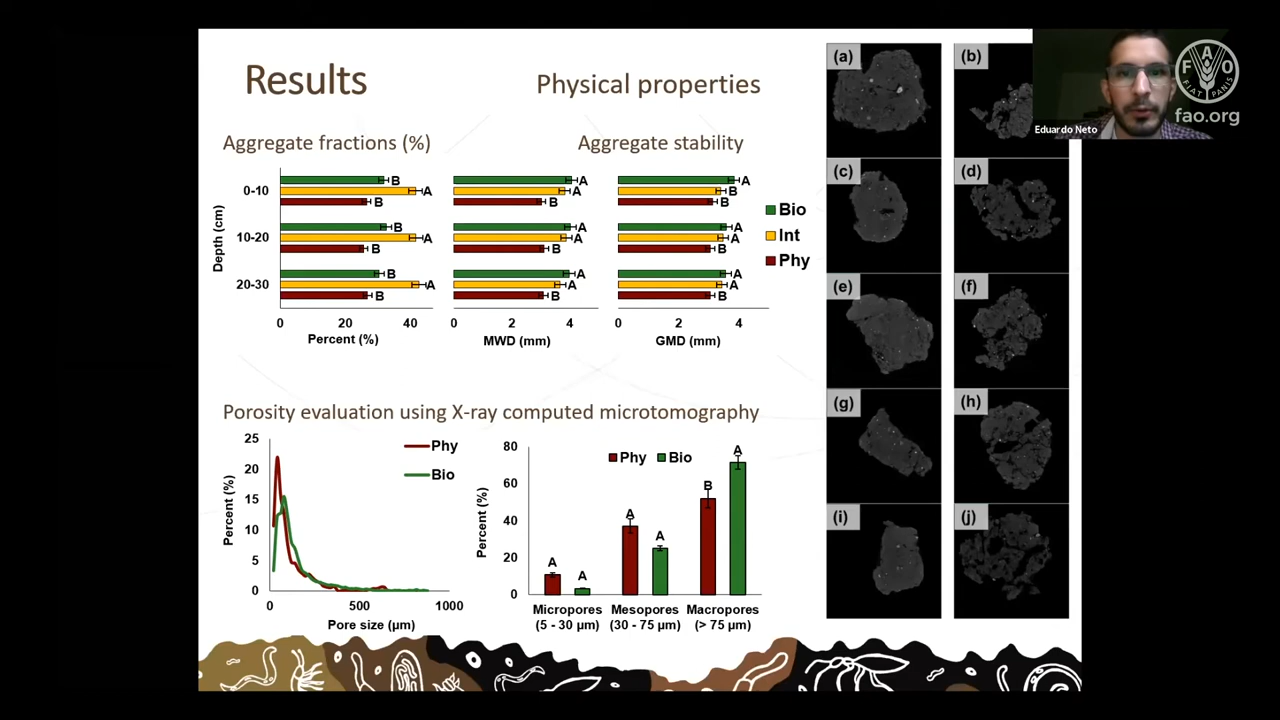 Results
Physical properties
Aggregate fractions (%)
Aggregate stability
Depth (cm)
0-10
10-20
20-30
B
A
B
B
A
B
B
A
B
0
20
40
Percent (%)
A
A
B
A
A
B
A
A
B
0
2
4
MWD (mm)
A
B
B
A
A
B
A
A
B
0
2
4
GMD (mm)
Bio
Int
Phy
Porosity evaluation using X-ray computed microtomography
Percent (%)
25
20
15
10
5
0
0
500
1000
Pore size (µm)
Phy
Bio
Percent (%)
80
60
40
20
0
Phy
Bio
A
A
A
A
B
A
Micropores
(5 - 30 µm)
Mesopores
(30 - 75 µm)
Macropores
(> 75 µm)
(a)
(b)
(c)
(d)
(e)
(f)
(g)
(h)
(i)
(j)
Eduardo Neto
F A O
FIAT PANIS
fao.org